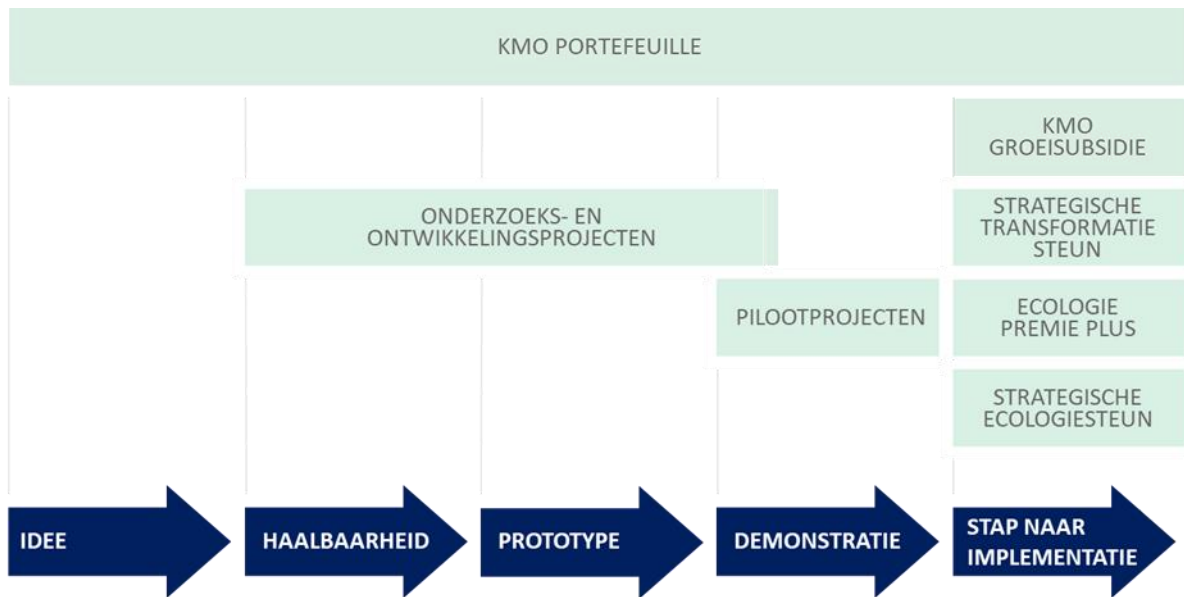 KMO PORTEFEUILLE
KMO
GROEISUBSIDIE
ONDERZOEKS- EN
ONTWIKKELINGSPROJECTEN
STRATEGISCHE
TRANSFORMATIE
STEUN
PILOOTPROJECTEN
ECOLOGIE
PREMIE PLUS
STRATEGISCHE
ECOLOGIESTEUN
IDEE
HAALBAARHEID
PROTOTYPE
DEMONSTRATIE
STAP NAAR
IMPLEMENTATIE